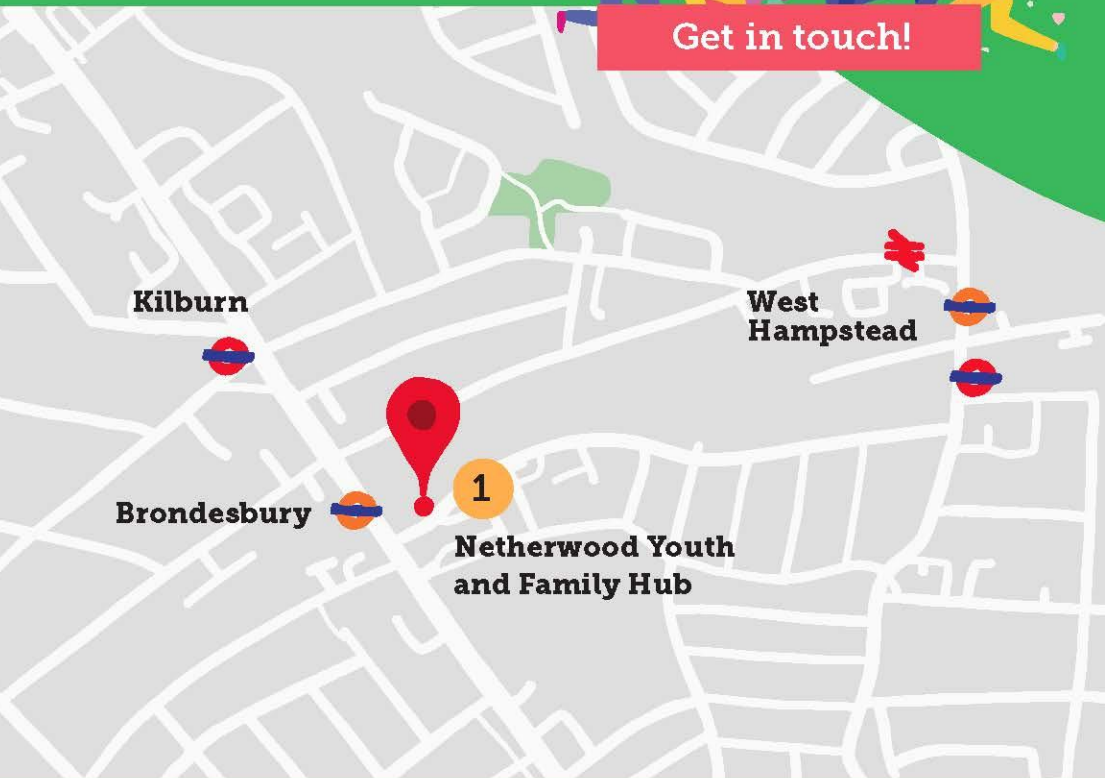 Get in touch!
Kilburn
West
Hampstead
Brondesbury
1
Netherwood Youth
and Family Hub